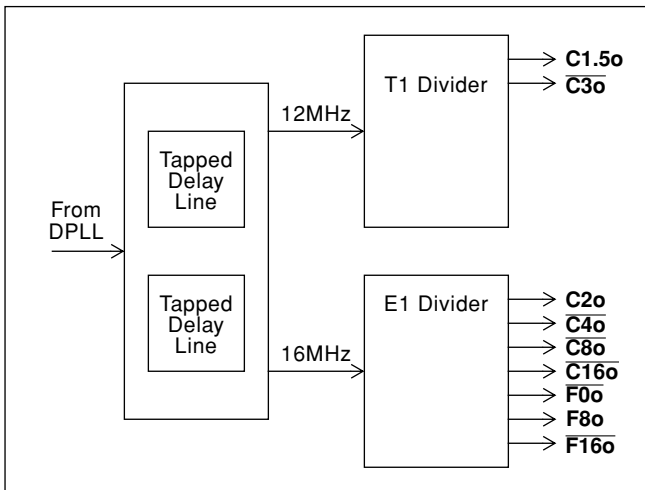 C1.5o
C3o
T1 Divider
12MHz
Tapped
Delay
Line
From
DPLL
Tapped
Delay
Line
16MHz
E1 Divider
C2o
C4o
C8o
C16o
F0o
F8o
F16o